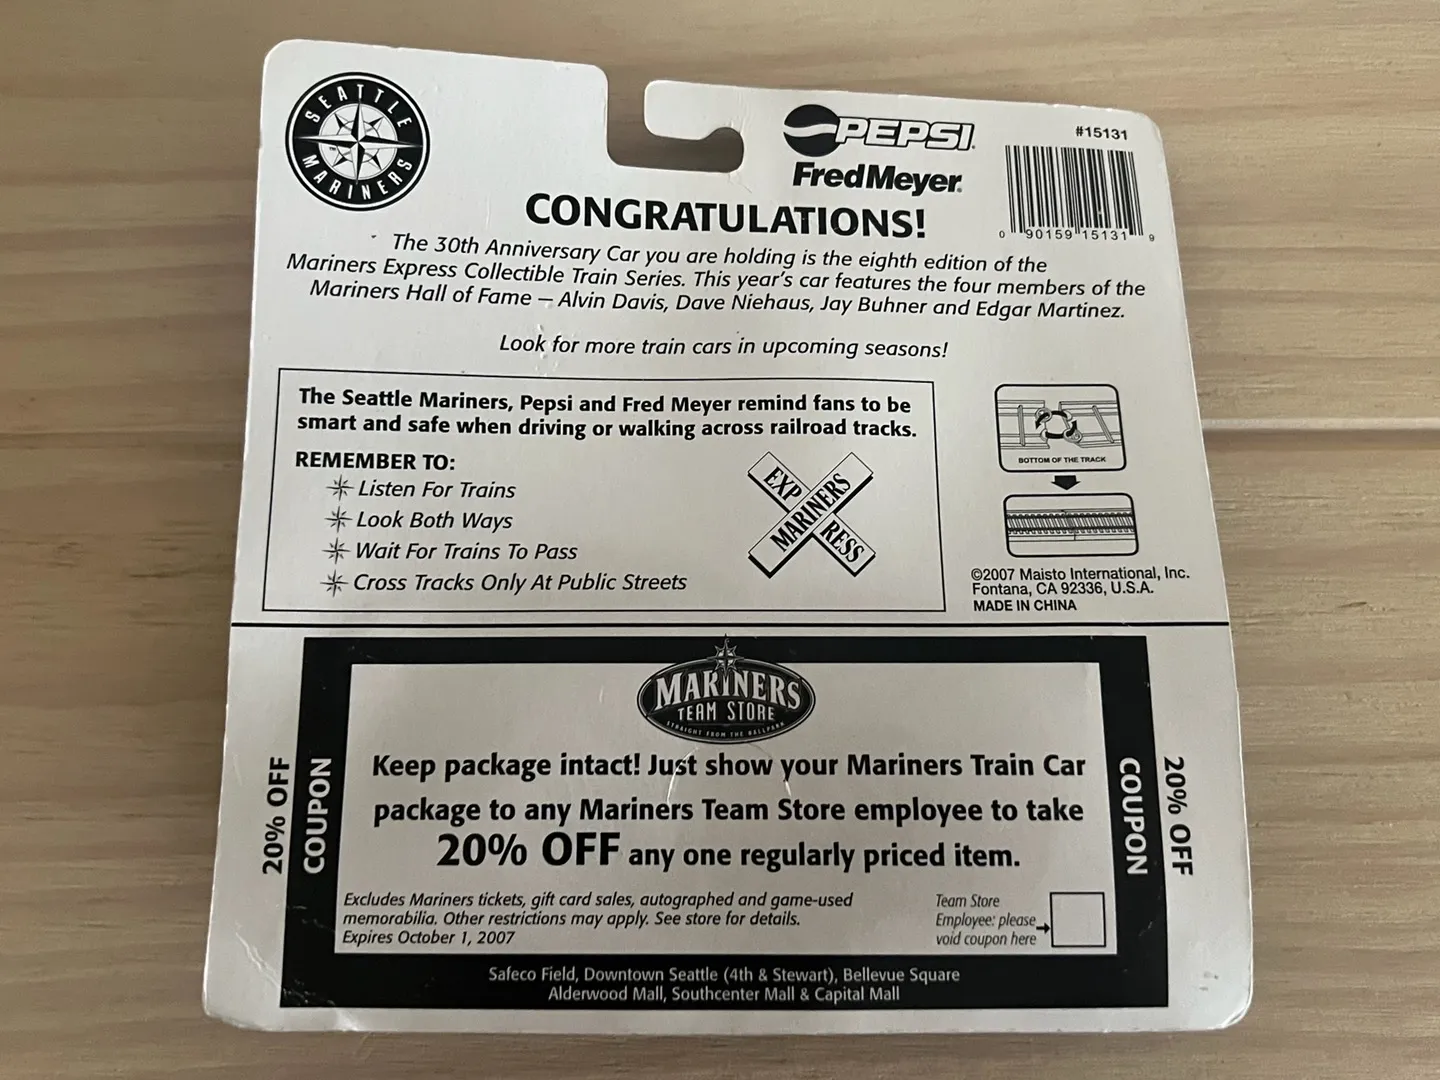 SEATTLE
MARINERS
PEPSI
FredMeyer
#15131
0 90159 15131 9
CONGRATULATIONS!
The 30th Anniversary Car you are holding is the eighth edition of the
Mariners Express Collectible Train Series. This year's car features the four members of the
Mariners Hall of Fame — Alvin Davis, Dave Niehaus, Jay Buhner and Edgar Martinez.
Look for more train cars in upcoming seasons!
The Seattle Mariners, Pepsi and Fred Meyer remind fans to be
smart and safe when driving or walking across railroad tracks.
REMEMBER TO:
Listen For Trains
Look Both Ways
Wait For Trains To Pass
Cross Tracks Only At Public Streets
EXP RESS
MARINERS
BOTTOM OF THE TRACK
©2007 Maisto International, Inc.
Fontana, CA 92336, U.S.A.
MADE IN CHINA
20% OFF
COUPON
MARINERS
TEAM STORE
STRAIGHT FROM THE BALLPARK
Keep package intact! Just show your Mariners Train Car
package to any Mariners Team Store employee to take
20% OFF any one regularly priced item.
Excludes Mariners tickets, gift card sales, autographed and game-used
memorabilia. Other restrictions may apply. See store for details.
Expires October 1, 2007
Team Store
Employee: please
void coupon here
COUPON
20% OFF
Safeco Field, Downtown Seattle (4th & Stewart), Bellevue Square
Alderwood Mall, Southcenter Mall & Capital Mall